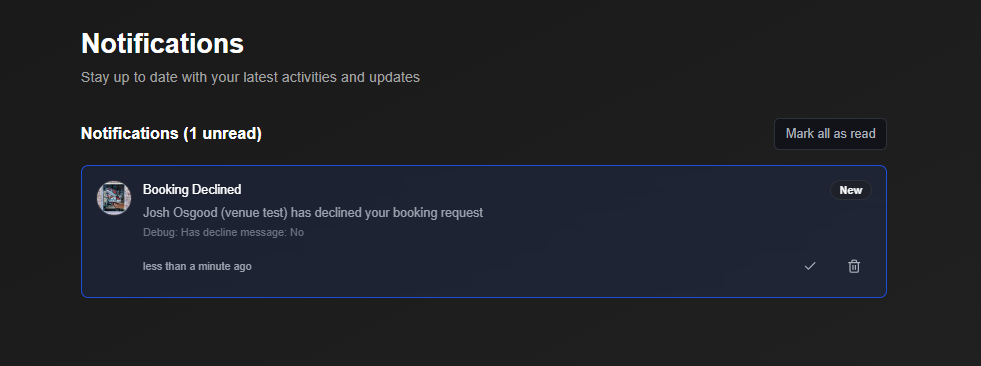 Notifications
Stay up to date with your latest activities and updates
Notifications (1 unread)
Mark all as read
Booking Declined
New
Josh Osgood (venue test) has declined your booking request
Debug: Has decline message: No
less than a minute ago